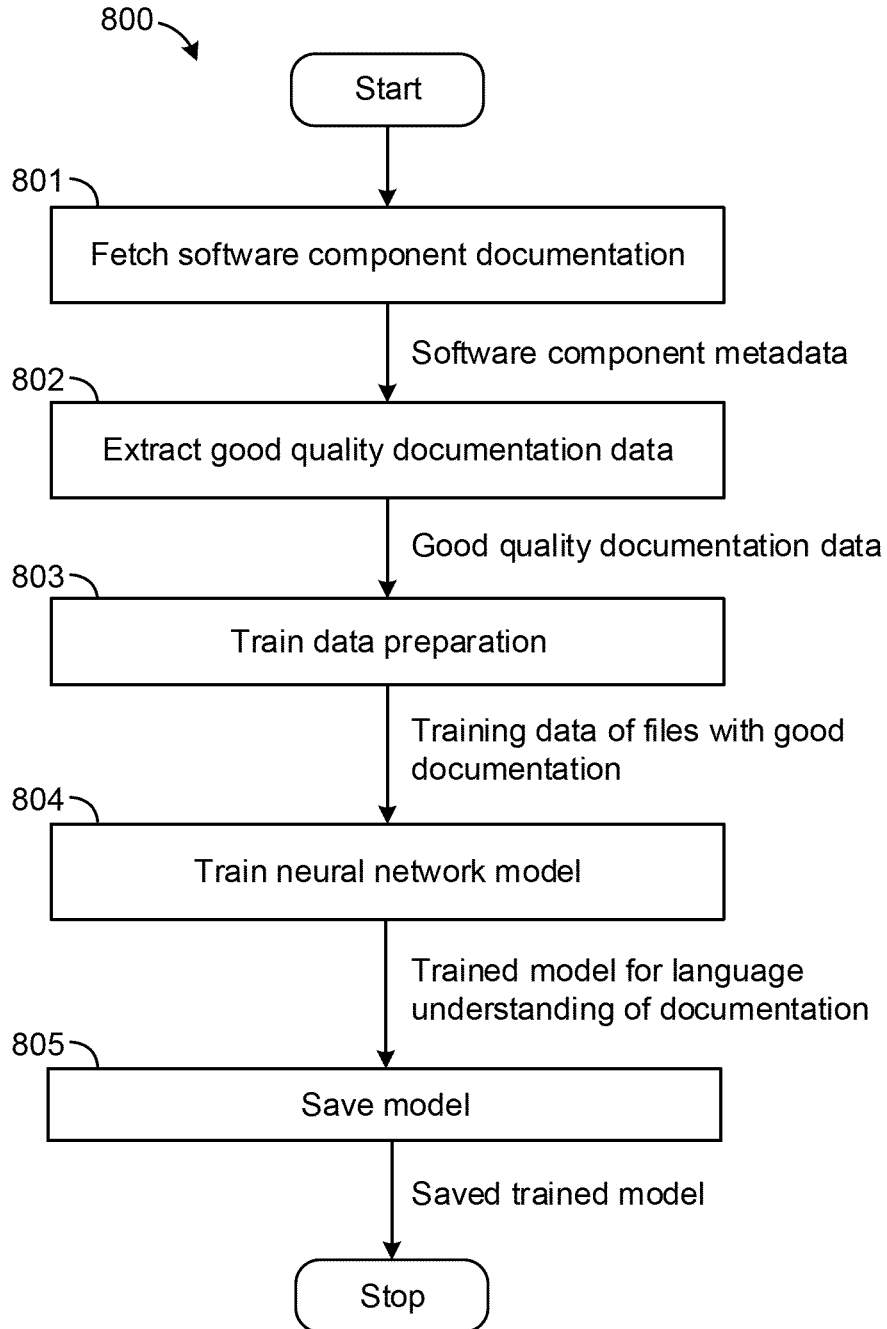 800
Start
801
Fetch software component documentation
Software component metadata
802
Extract good quality documentation data
Good quality documentation data
803
Train data preparation
Training data of files with good
documentation
804
Train neural network model
Trained model for language
understanding of documentation
805
Save model
Saved trained model
Stop